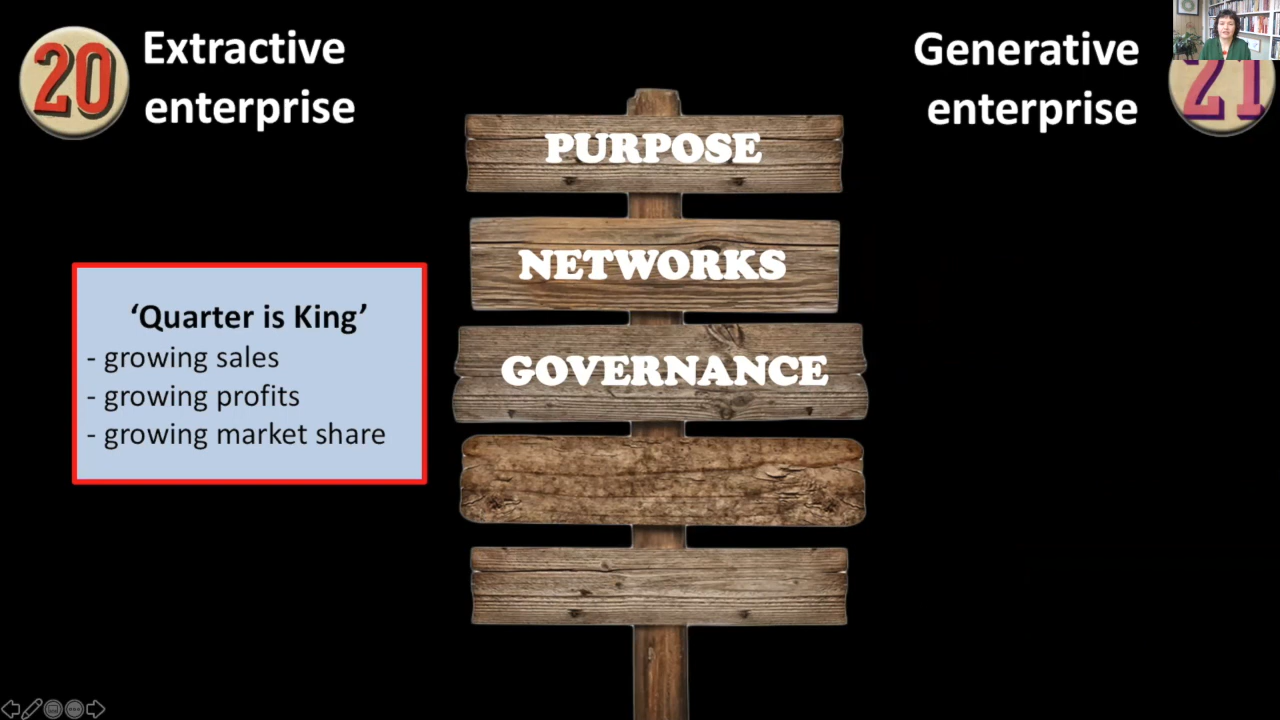 20
Extractive
enterprise
Generative
enterprise
21
PURPOSE
NETWORKS
GOVERNANCE
‘Quarter is King’
- growing sales
- growing profits
- growing market share